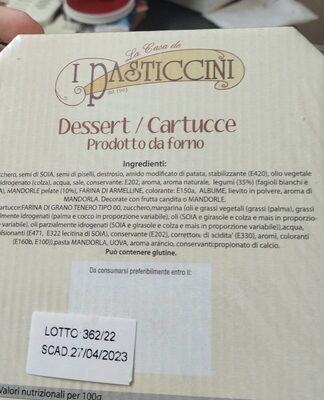 La Casa de
I PASTICCINI
dal 1993
Dessert / Cartucce
Prodotto da forno
Ingredienti:
chero, semi di SOIA, semi di piselli, destrosio, amido modificato di patata, stabilizzante (E420), olio vegetale
idrogenato (colza), acqua, sale, conservante: E202, aroma, aroma naturale, legumi (35%) (fagioli bianchi e
MANDORLE pelate (10%), FARINA DI ARMELLINE, colorante: E150a, ALBUME, lievito in polvere, aroma di
MANDORLA. Decorate con frutta candita o MANDORLE.
artucce:FARINA DI GRANO TENERO TIPO 00, zucchero,margarina (oli e grassi vegetali (grassi (palma), grassi
almente idrogenati (palma e cocco in proporzione variabile), oli (SOIA e girasole e colza e mais in proporzio-
variabile), oli parzialmente idrogenati (SOIA e girasole e colza e mais in proporzione variabile)),acqua,
ulsionanti (E471, E322 lecitina di SOIA), conservante (E202), correttore: di acidita' (E330), aromi, coloranti
(E160b, E100)),pasta MANDORLA, UOVA, aroma arancio, conservanti:propionato di calcio.
Può contenere glutine.
Da consumarsi preferibilmente entro il:
LOTTO:362/22
SCAD.27/04/2023
Valori nutrizionali per 100g